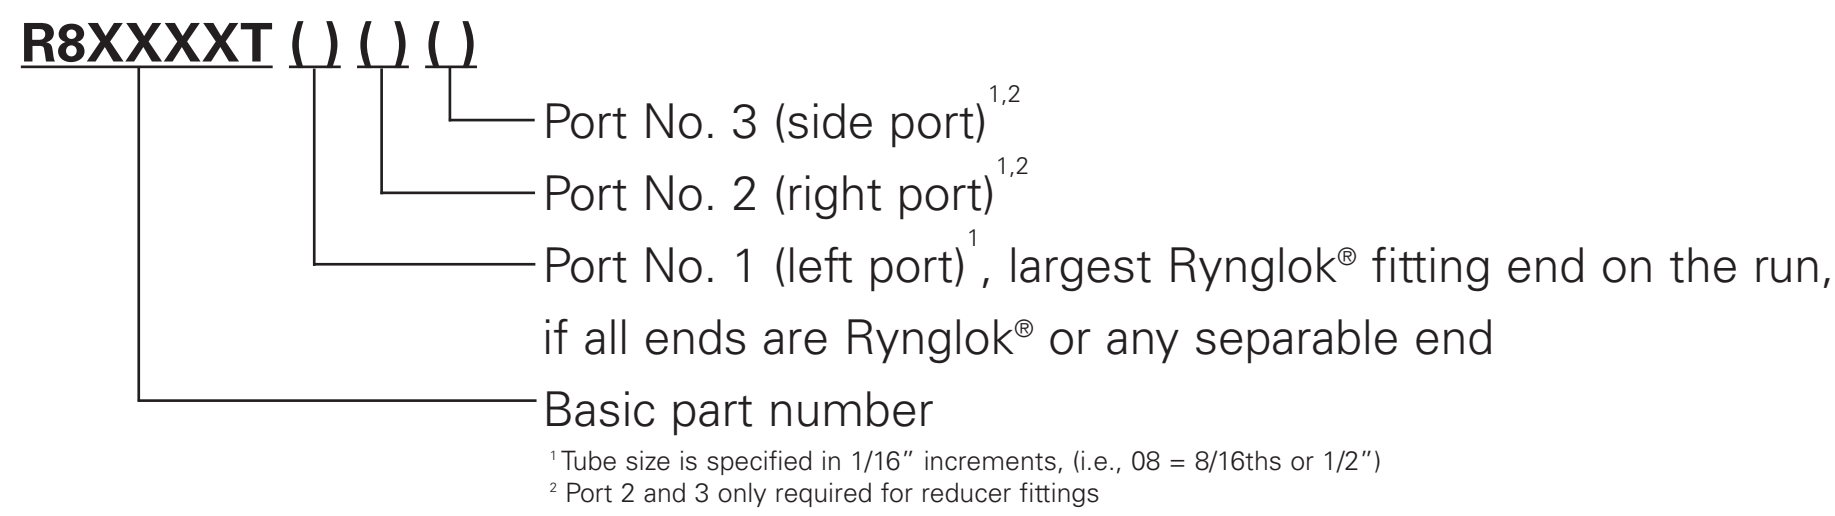 R8XXXXT ( ) ( ) ( )
Port No. 3 (side port)1,2
Port No. 2 (right port)1,2
Port No. 1 (left port)1, largest Rynglok® fitting end on the run,
if all ends are Rynglok® or any separable end
Basic part number
1 Tube size is specified in 1/16” increments, (i.e., 08 = 8/16ths or 1/2”)
2 Port 2 and 3 only required for reducer fittings